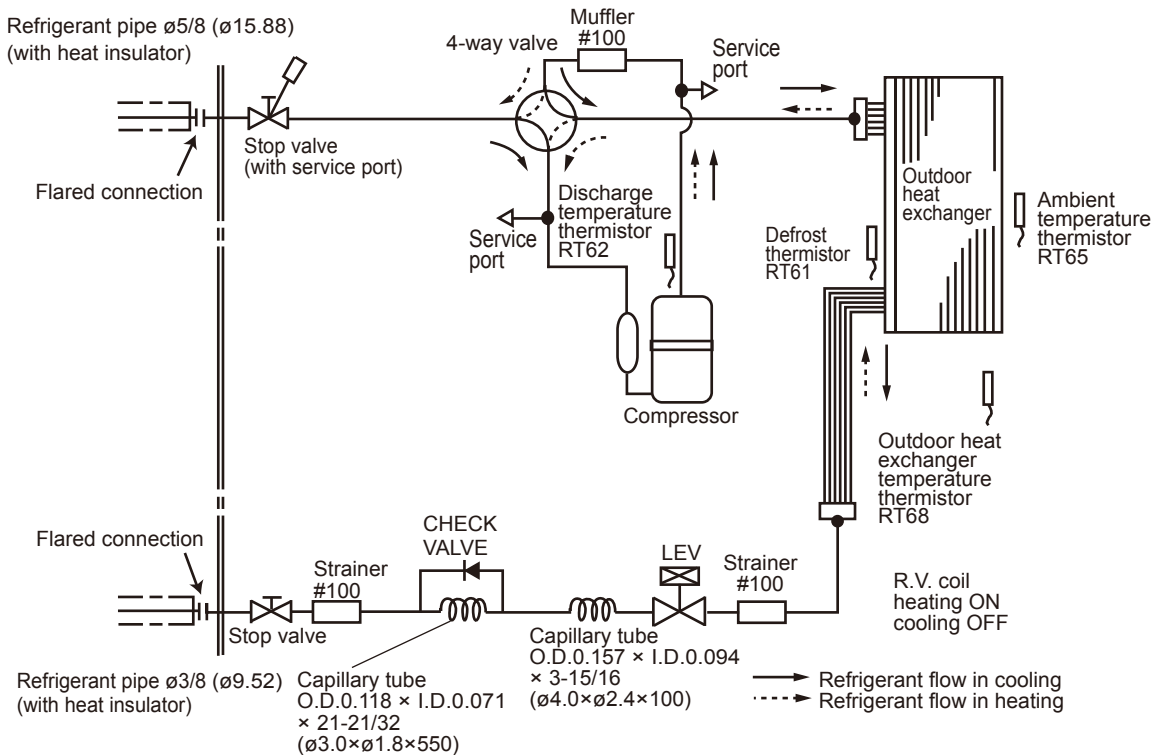 Refrigerant pipe ø5/8 (ø15.88)
(with heat insulator)
4-way valve
Muffler
#100
Service
port
Stop valve
(with service port)
Flared connection
Discharge
temperature
thermistor
RT62
Service
port
Compressor
Outdoor
heat
exchanger
Defrost
thermistor
RT61
Ambient
temperature
thermistor
RT65
Outdoor heat
exchanger
temperature
thermistor
RT68
Flared connection
Stop valve
Strainer
#100
CHECK
VALVE
LEV
Strainer
#100
R.V. coil
heating ON
cooling OFF
Refrigerant pipe ø3/8 (ø9.52)
(with heat insulator)
Capillary tube
O.D.0.118 × I.D.0.071
× 21-21/32
(ø3.0×ø1.8×550)
Capillary tube
O.D.0.157 × I.D.0.094
× 3-15/16
(ø4.0×ø2.4×100)
Refrigerant flow in cooling
Refrigerant flow in heating